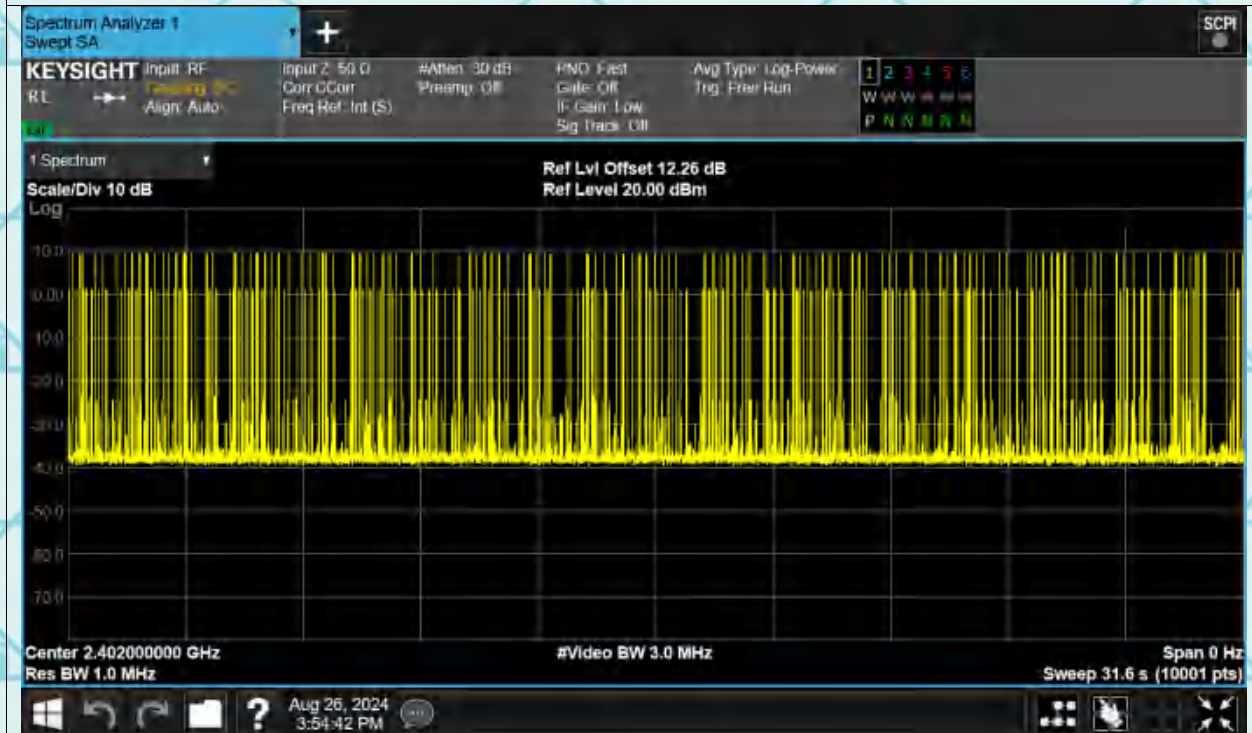 Spectrum Analyzer 1
Swept SA
+
SCPI
KEYSIGHT Input: RF Input Z: 50 Ω #Atten: 30 dB PNO: Fast Avg Type: Log-Power 1 2 3 4 5 6
RL Coupling: DC Corr CCorr Preamp: Off Gate: Off Trig: Free Run W W W W W W
Align: Auto Freq Ref: Int (S) IF Gain: Low P N N N N N
Sig Track: Off
1 Spectrum
Ref Lvl Offset 12.26 dB
Scale/Div 10 dB Ref Level 20.00 dBm
Log
10.0
0.00
-10.0
-20.0
-30.0
-40.0
-50.0
-60.0
-70.0
Center 2.402000000 GHz #Video BW 3.0 MHz Span 0 Hz
Res BW 1.0 MHz Sweep 31.6 s (10001 pts)
? Aug 26, 2024
3:54:42 PM